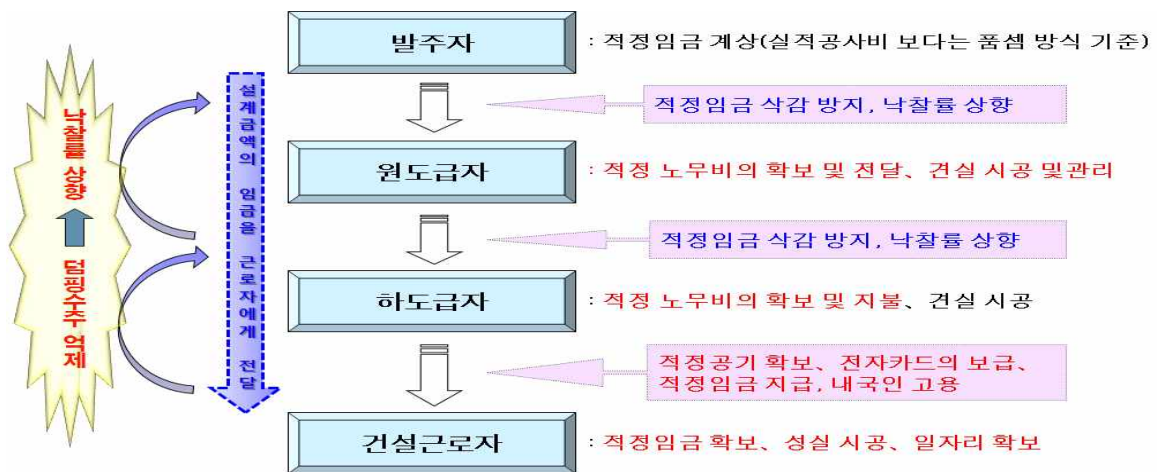 발주자
: 적정임금 계상(실적공사비 보다는 품셈 방식 기준)
적정임금 삭감 방지, 낙찰률 상향
원도급자
: 적정 노무비의 확보 및 전달、견실 시공 및관리
적정임금 삭감 방지, 낙찰률 상향
하도급자
: 적정 노무비의 확보 및 지불、견실 시공
적정공기 확보、전자카드의 보급、
적정임금 지급, 내국인 고용
건설근로자
: 적정임금 확보、성실 시공、일자리 확보
낙찰률 상향
덤핑수주 억제
설계금액의 임금을 근로자에게 전달